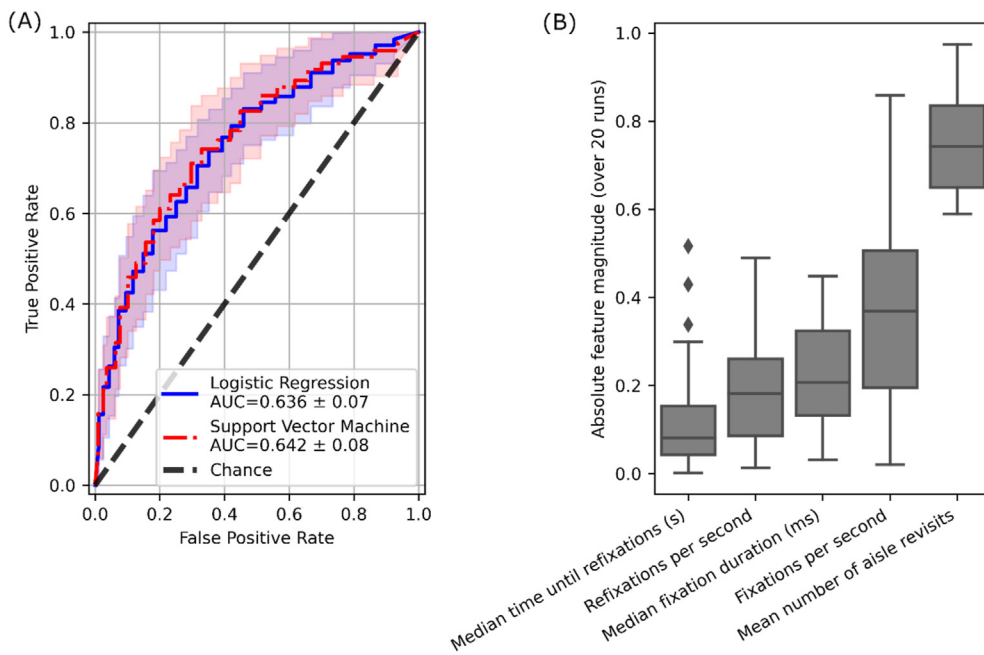 (A)
1.0
0.8
0.6
0.4
0.2
0.0
True Positive Rate
0.0 0.2 0.4 0.6 0.8 1.0
False Positive Rate
Logistic Regression
AUC=0.636 ± 0.07
Support Vector Machine
AUC=0.642 ± 0.08
Chance
(B)
1.0
0.8
0.6
0.4
0.2
0.0
Absolute feature magnitude (over 20 runs)
Median time until refixations (s)
Refixations per second
Median fixation duration (ms)
Fixations per second
Mean number of aisle revisits